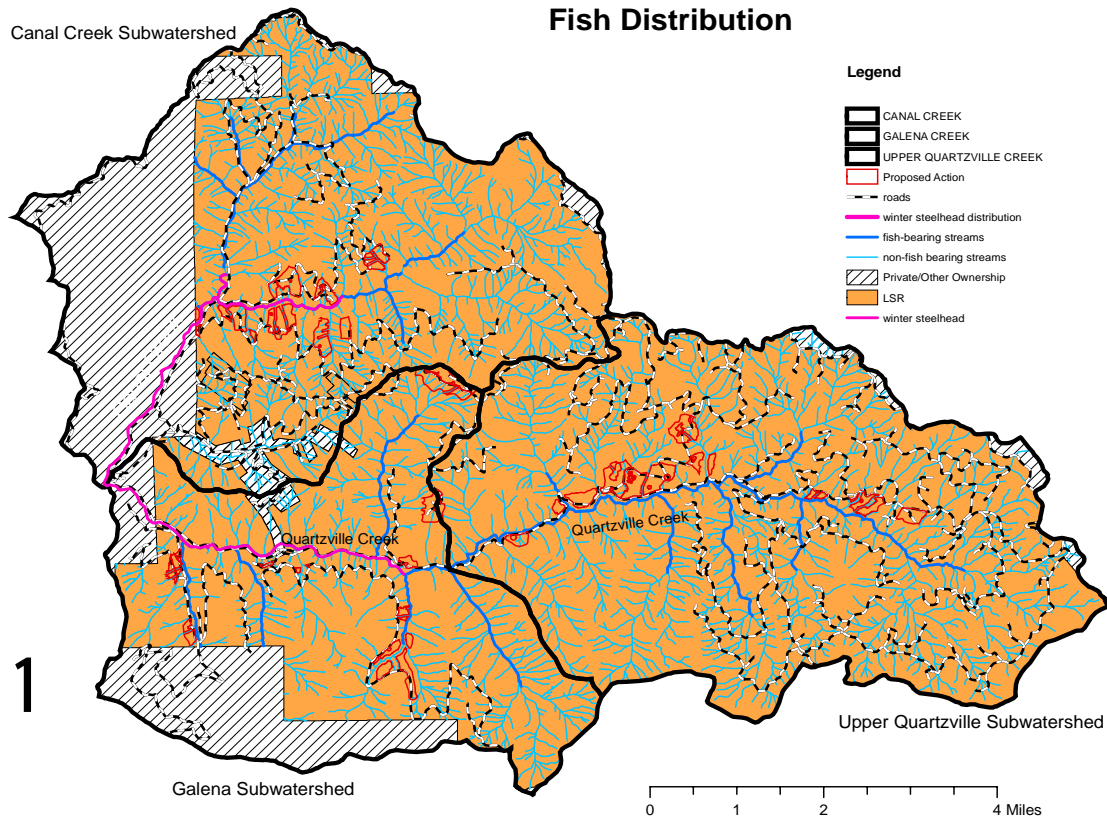 Fish Distribution
Canal Creek Subwatershed
Legend
CANAL CREEK
GALENA CREEK
UPPER QUARTZVILLE CREEK
Proposed Action
roads
winter steelhead distribution
fish-bearing streams
non-fish bearing streams
Private/Other Ownership
LSR
winter steelhead
Quartzville Creek
Quartzville Creek
1
Upper Quartzville Subwatershed
Galena Subwatershed
0 1 2 4 Miles